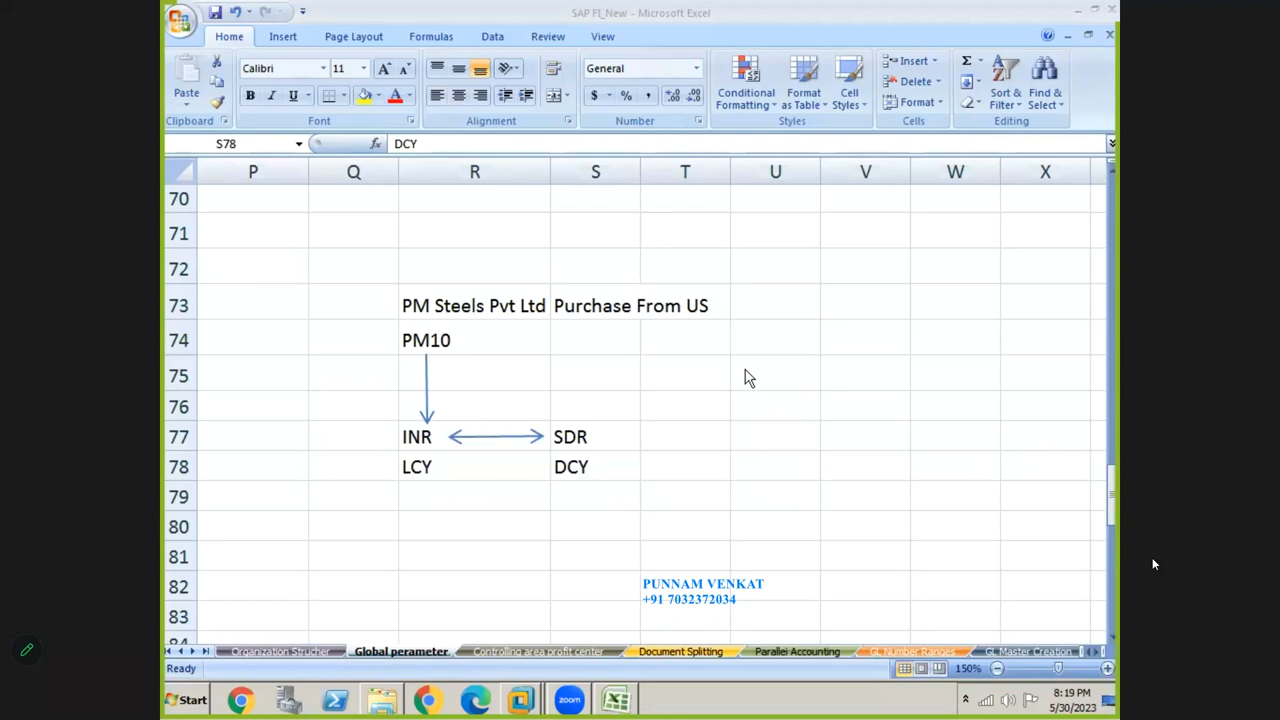 SAP FI_New - Microsoft Excel
Home Insert Page Layout Formulas Data Review View
Calibri 11 General
Paste
B I U $ % ,
Conditional Formatting Format as Table Cell Styles
Insert
Delete
Format
Sort & Filter Find & Select
Clipboard Font Alignment Number Styles Cells Editing
S78 fx DCY
P Q R S T U V W X
70
71
72
73 PM Steels Pvt Ltd Purchase From US
74 PM10
75
76
77 INR SDR
78 LCY DCY
79
80
81
82 PUNNAM VENKAT
+91 7032372034
83
84
Organization Strucher Global perameter Controlling area profit center Document Splitting Parallel Accounting GL Number Ranges GL Master Creation
Ready 150%
Start zoom 8:19 PM
5/30/2023